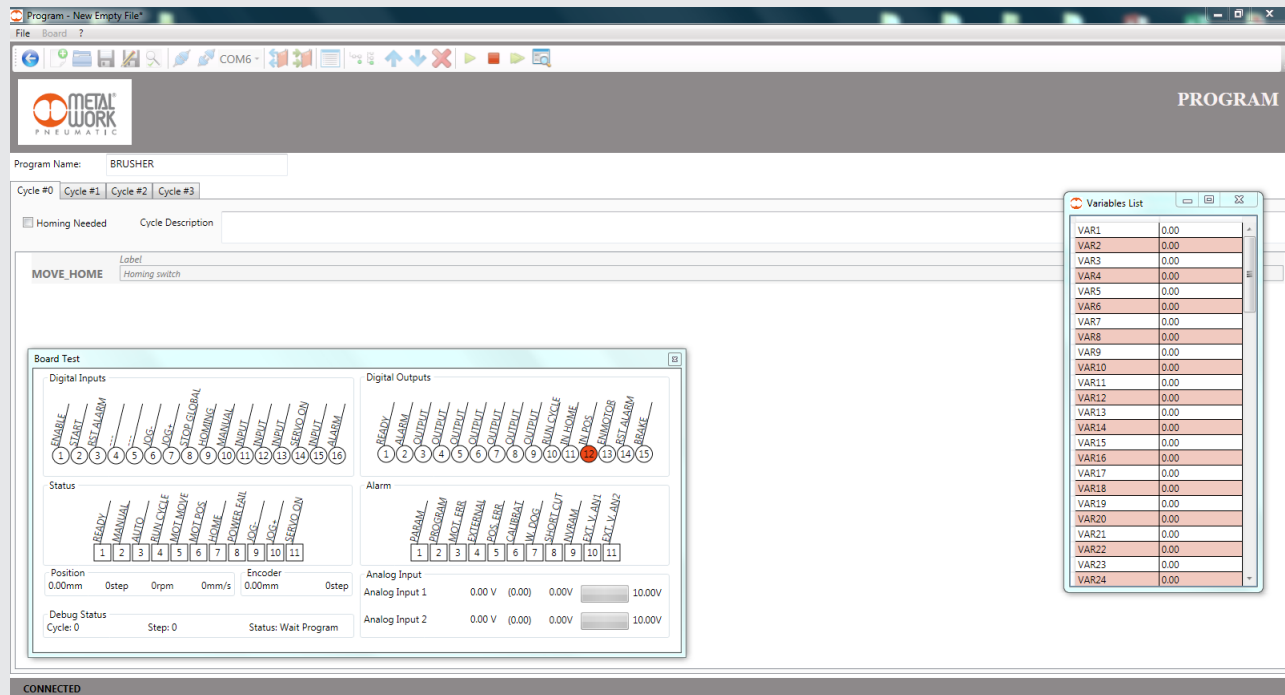 Program - New Empty File*
File Board ?
COM6
METAL WORK
PNEUMATIC
PROGRAM
Program Name: BRUSHER
Cycle #0 Cycle #1 Cycle #2 Cycle #3
Homing Needed Cycle Description
Label
MOVE_HOME Homing switch
Variables List
VAR1 0.00
VAR2 0.00
VAR3 0.00
VAR4 0.00
VAR5 0.00
VAR6 0.00
VAR7 0.00
VAR8 0.00
VAR9 0.00
VAR10 0.00
VAR11 0.00
VAR12 0.00
VAR13 0.00
VAR14 0.00
VAR15 0.00
VAR16 0.00
VAR17 0.00
VAR18 0.00
VAR19 0.00
VAR20 0.00
VAR21 0.00
VAR22 0.00
VAR23 0.00
VAR24 0.00
Board Test
Digital Inputs
ENABLE START RST ALARM --- --- JOG- JOG+ STOP GLOBAL HOMING MANUAL INPUT INPUT INPUT SERVO ON INPUT ALARM
1 2 3 4 5 6 7 8 9 10 11 12 13 14 15 16
Digital Outputs
READY ALARM OUTPUT OUTPUT OUTPUT OUTPUT OUTPUT OUTPUT OUTPUT RUN CYCLE IN HOME IN POS ENMOTOR RST ALARM BRAKE
1 2 3 4 5 6 7 8 9 10 11 12 13 14 15
Status
READY MANUAL AUTO RUN CYCLE MOT MOVE MOT POS HOME POWER FAIL JOG- JOG+ SERVO ON
1 2 3 4 5 6 7 8 9 10 11
Alarm
PARAM PROGRAM MOT. ERR EXTERNAL POS. ERR CALIBRAT. W. DOG SHORT CUT NVRAM EXT. V. AN1 EXT. V. AN2
1 2 3 4 5 6 7 8 9 10 11
Position
0.00mm 0step 0rpm 0mm/s
Encoder
0.00mm 0step
Analog Input
Analog Input 1 0.00 V (0.00) 0.00V 10.00V
Analog Input 2 0.00 V (0.00) 0.00V 10.00V
Debug Status
Cycle: 0 Step: 0 Status: Wait Program
CONNECTED